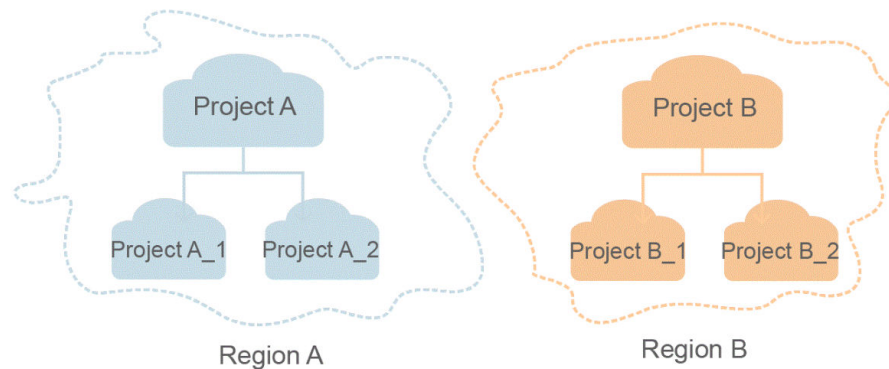 Project A
Project A_1
Project A_2
Region A
Project B
Project B_1
Project B_2
Region B